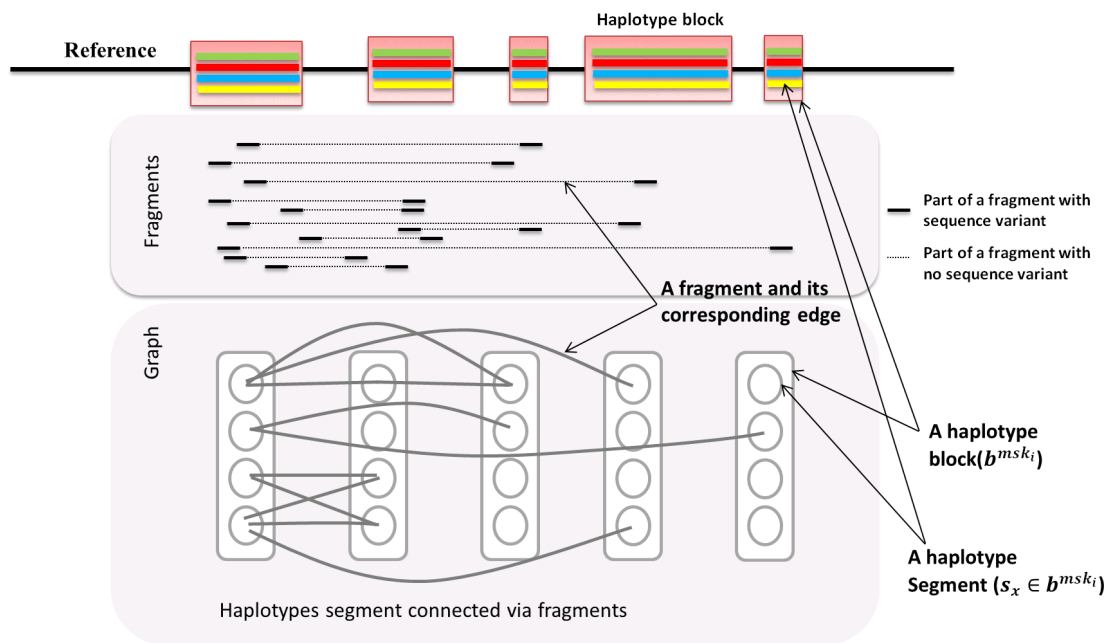 Haplotype block
Reference
Fragments
Part of a fragment with
sequence variant
Part of a fragment with
no sequence variant
A fragment and its
corresponding edge
Graph
A haplotype
block(b^{msk_i})
A haplotype
Segment (s_x ∈ b^{msk_i})
Haplotypes segment connected via fragments